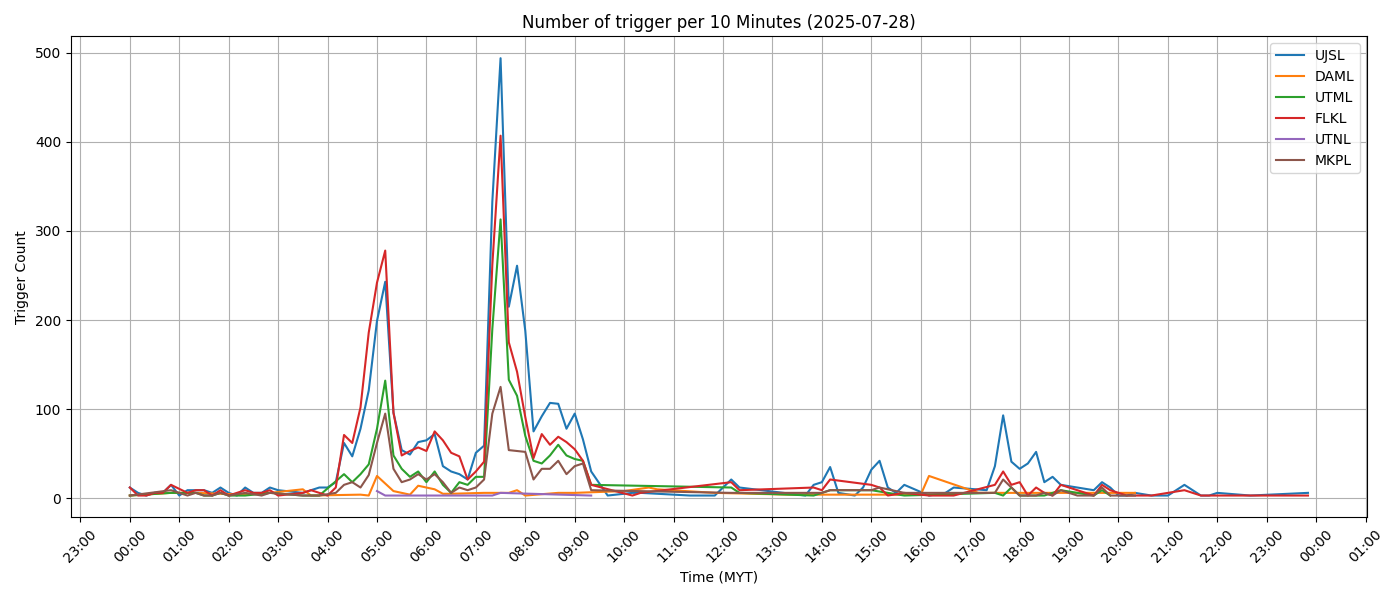 Number of trigger per 10 Minutes (2025-07-28)
500
400
300
200
100
0
Trigger Count
UJSL
DAML
UTML
FLKL
UTNL
MKPL
23:00 00:00 01:00 02:00 03:00 04:00 05:00 06:00 07:00 08:00 09:00 10:00 11:00 12:00 13:00 14:00 15:00 16:00 17:00 18:00 19:00 20:00 21:00 22:00 23:00 00:00 01:00
Time (MYT)